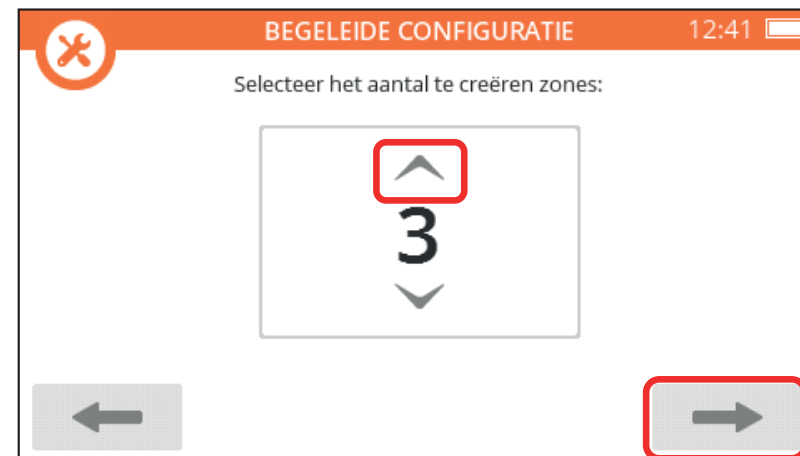 BEGELEIDE CONFIGURATIE 12:41
Selecteer het aantal te creëren zones:
3